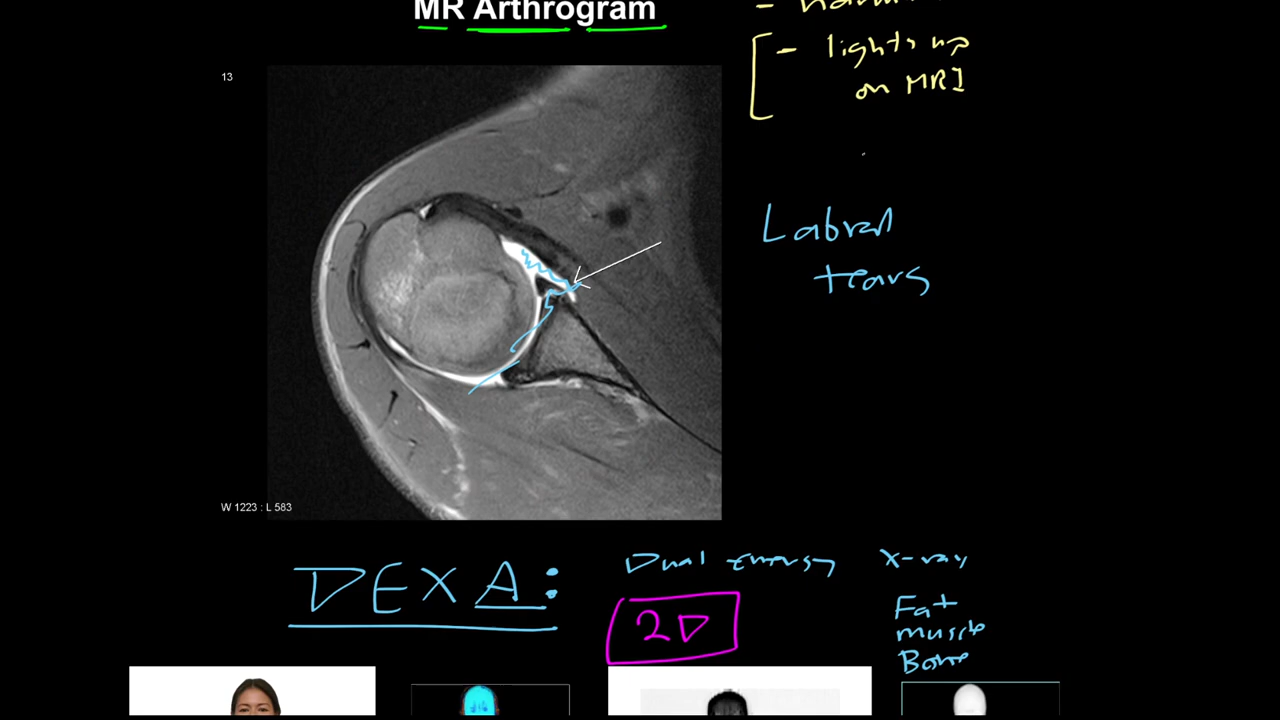 MR Arthrogram
- lights up
on MRI
13
Labral
tears
W 1223 : L 583
DEXA:
Dual energy X-ray
2D
Fat
muscle
Bone